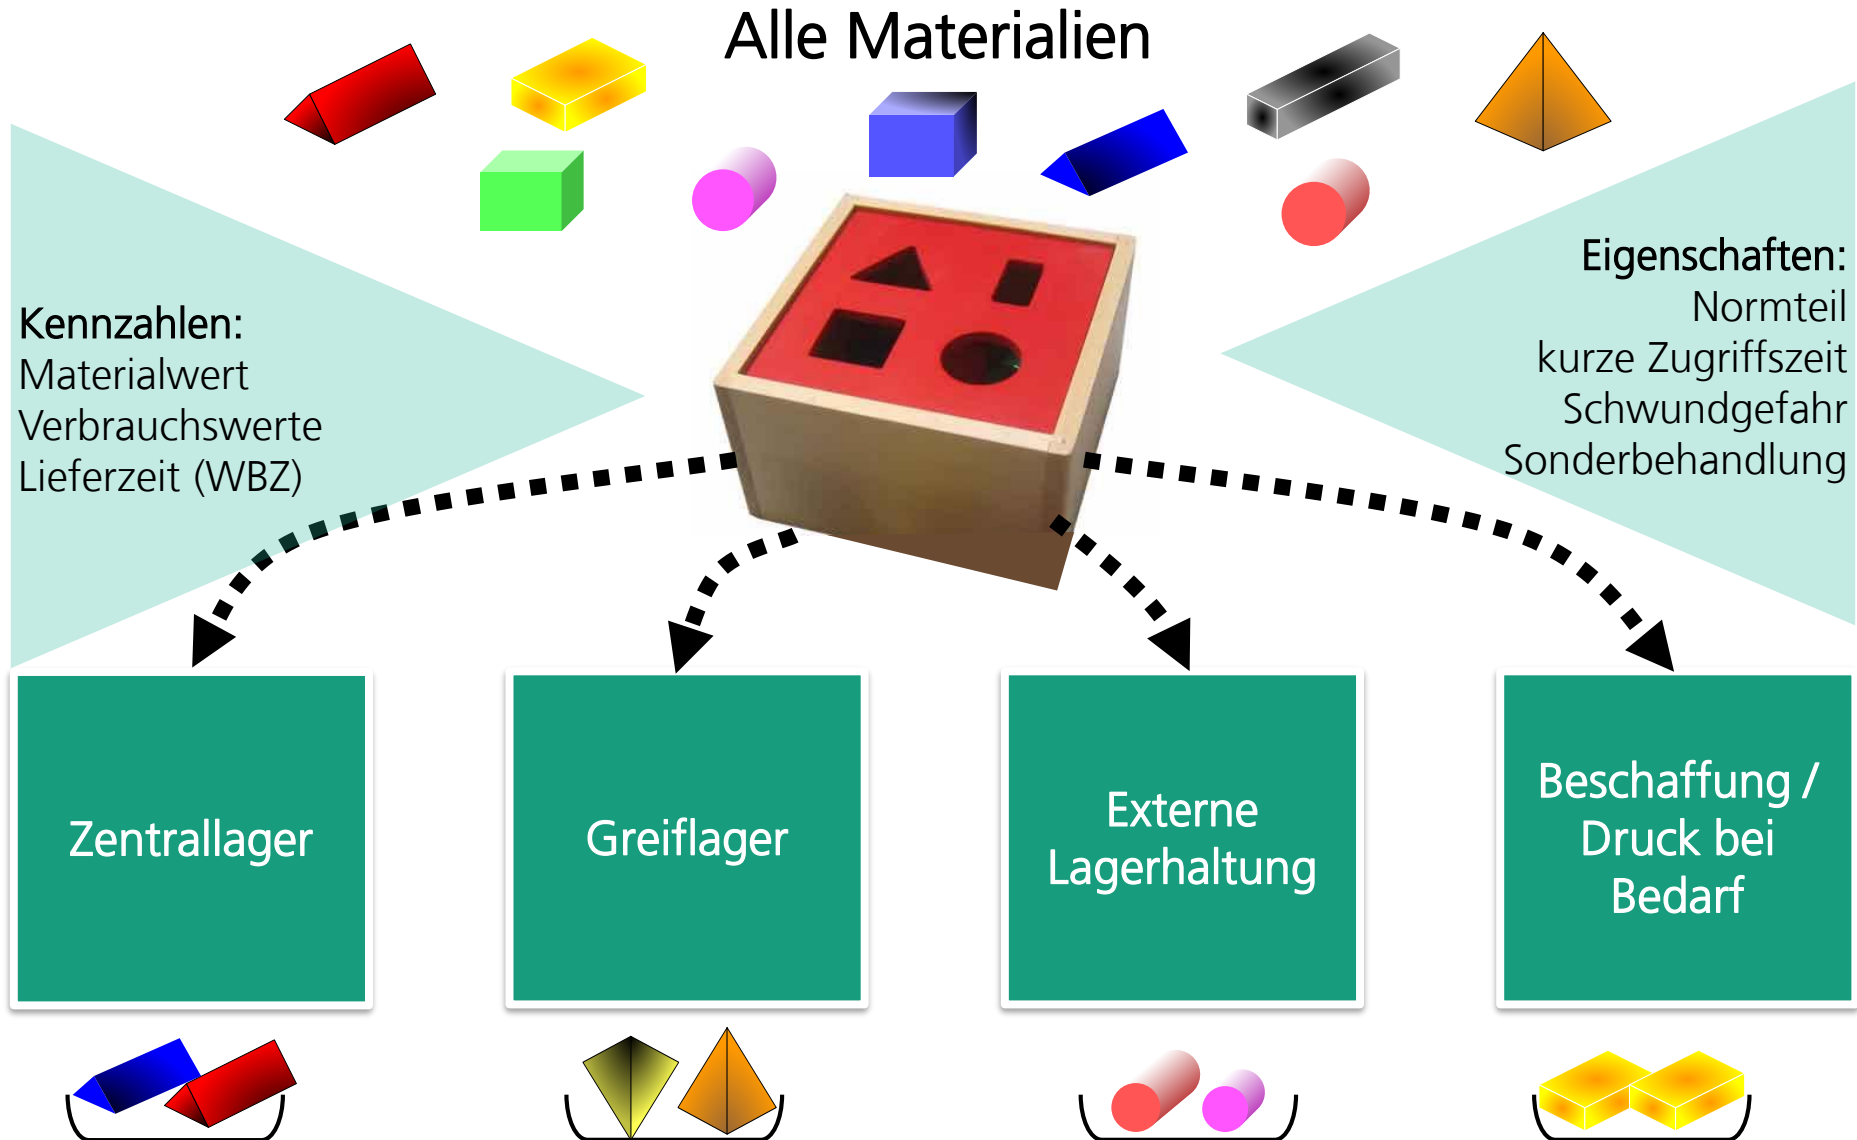 Alle Materialien
Kennzahlen:
Materialwert
Verbrauchswerte
Lieferzeit (WBZ)
Eigenschaften:
Normteil
kurze Zugriffszeit
Schwundgefahr
Sonderbehandlung
Zentrallager
Greiflager
Externe
Lagerhaltung
Beschaffung /
Druck bei
Bedarf